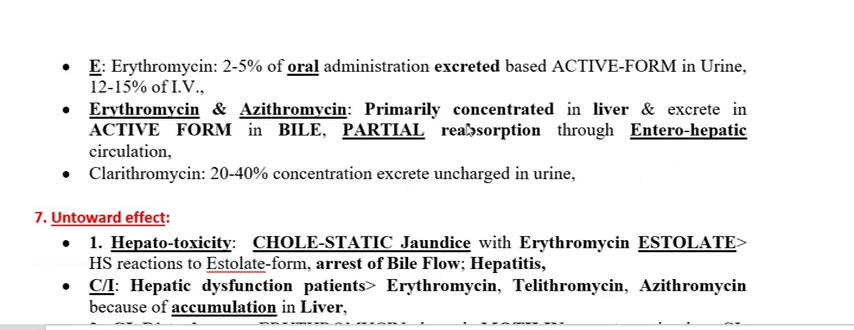 • E: Erythromycin: 2-5% of oral administration excreted based ACTIVE-FORM in Urine,
12-15% of I.V.,
• Erythromycin & Azithromycin: Primarily concentrated in liver & excrete in
ACTIVE FORM in BILE, PARTIAL reabsorption through Entero-hepatic
circulation,
• Clarithromycin: 20-40% concentration excrete uncharged in urine,
7. Untoward effect:
• 1. Hepato-toxicity: CHOLE-STATIC Jaundice with Erythromycin ESTOLATE>
HS reactions to Estolate-form, arrest of Bile Flow; Hepatitis,
• C/I: Hepatic dysfunction patients> Erythromycin, Telithromycin, Azithromycin
because of accumulation in Liver,